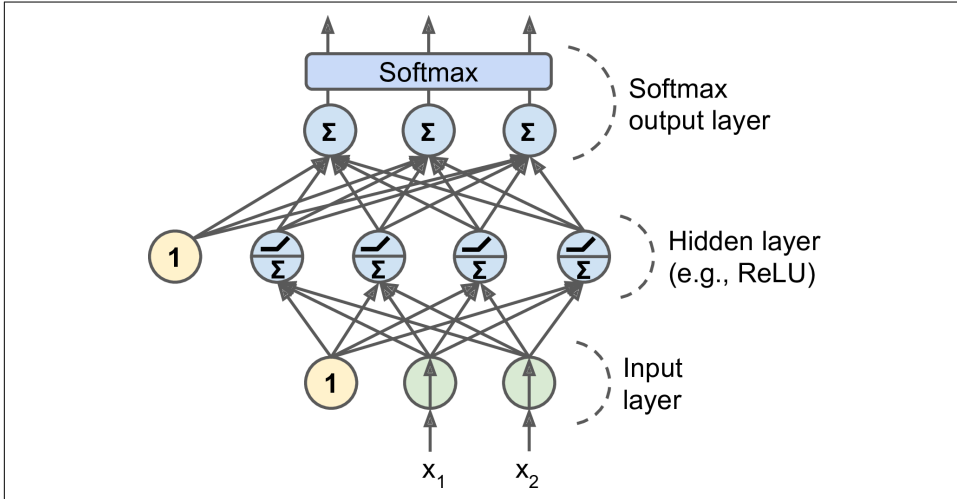 Softmax
Softmax
output layer
Σ Σ Σ
1
Σ Σ Σ Σ
Hidden layer
(e.g., ReLU)
1
Input
layer
x₁ x₂